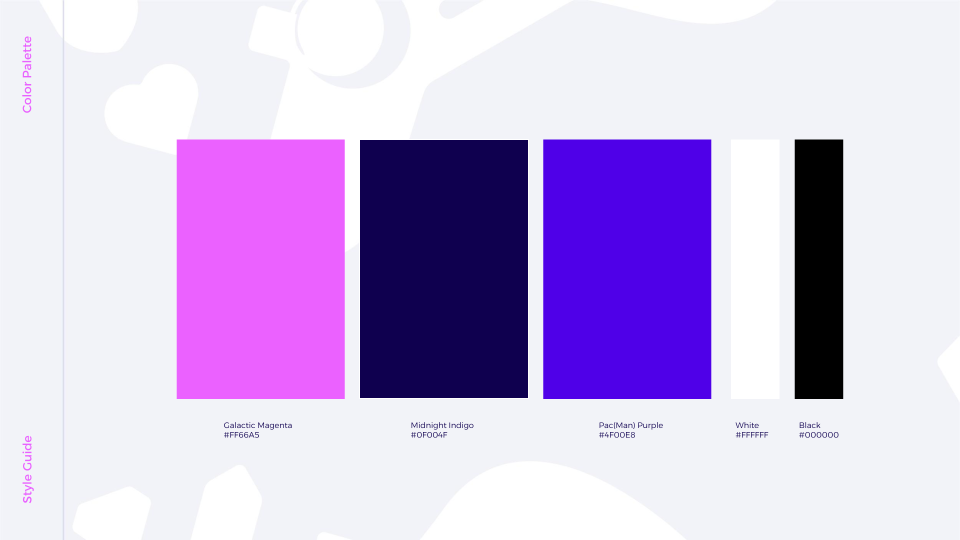 Color Palette
Galactic Magenta
#FF66A5
Midnight Indigo
#0F004F
Pac(Man) Purple
#4F00E8
White
#FFFFFF
Black
#000000
Style Guide